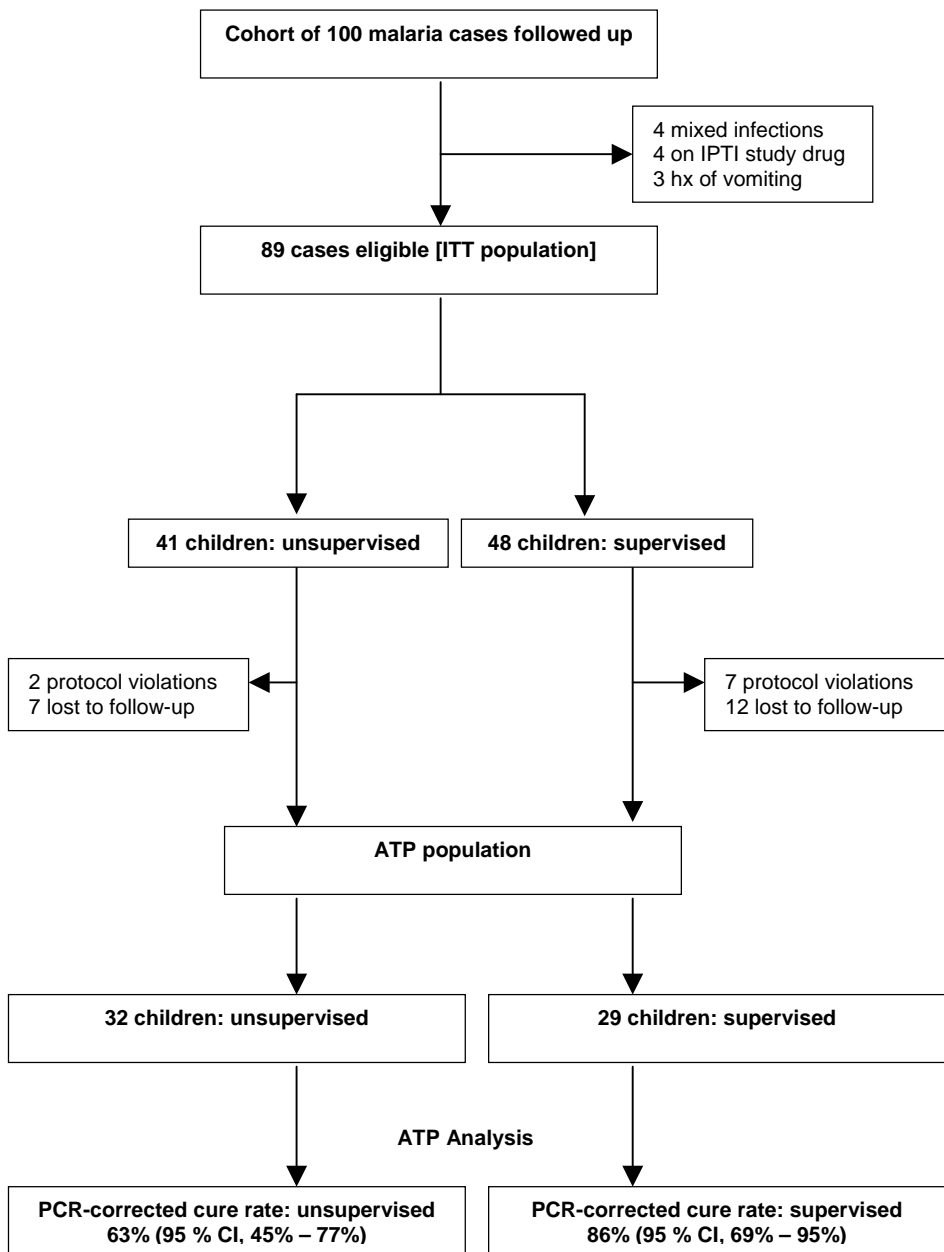 Cohort of 100 malaria cases followed up
4 mixed infections
4 on IPTI study drug
3 hx of vomiting
89 cases eligible [ITT population]
41 children: unsupervised
48 children: supervised
2 protocol violations
7 lost to follow-up
7 protocol violations
12 lost to follow-up
ATP population
32 children: unsupervised
29 children: supervised
ATP Analysis
PCR-corrected cure rate: unsupervised
63% (95 % CI, 45% – 77%)
PCR-corrected cure rate: supervised
86% (95 % CI, 69% – 95%)